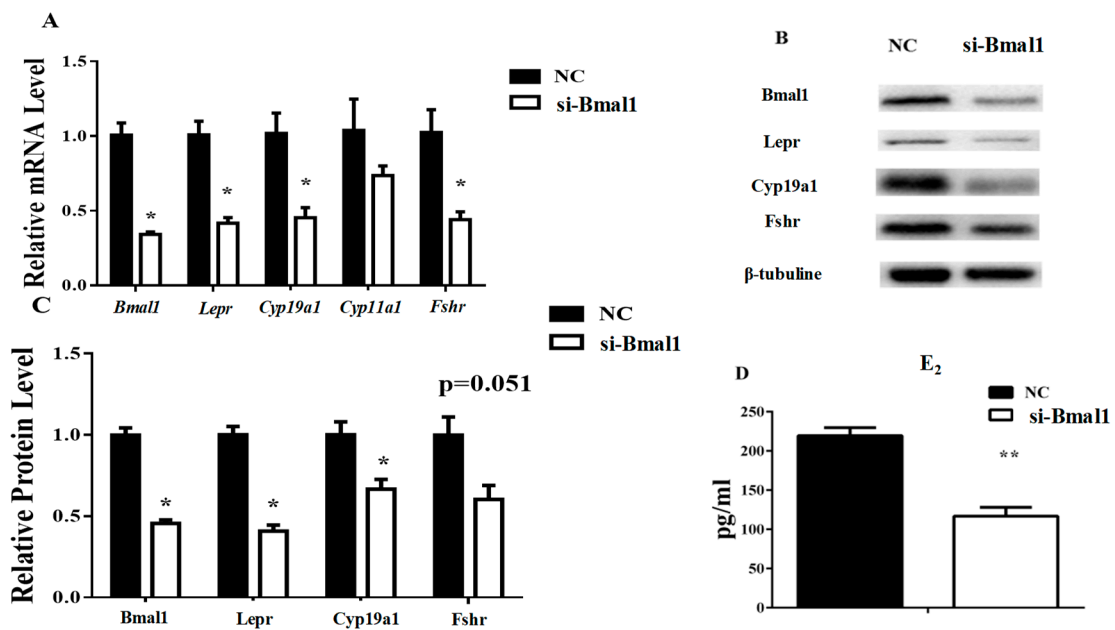 A
Relative mRNA Level
1.5
1.0
0.5
0.0
*
*
*
*
Bmal1 Lepr Cyp19a1 Cyp11a1 Fshr
NC
si-Bmal1
B
NC si-Bmal1
Bmal1
Lepr
Cyp19a1
Fshr
β-tubuline
C
Relative Protein Level
1.5
1.0
0.5
0.0
*
*
*
p=0.051
Bmal1 Lepr Cyp19a1 Fshr
NC
si-Bmal1
D
E2
pg/ml
250
200
150
100
50
0
**
NC
si-Bmal1